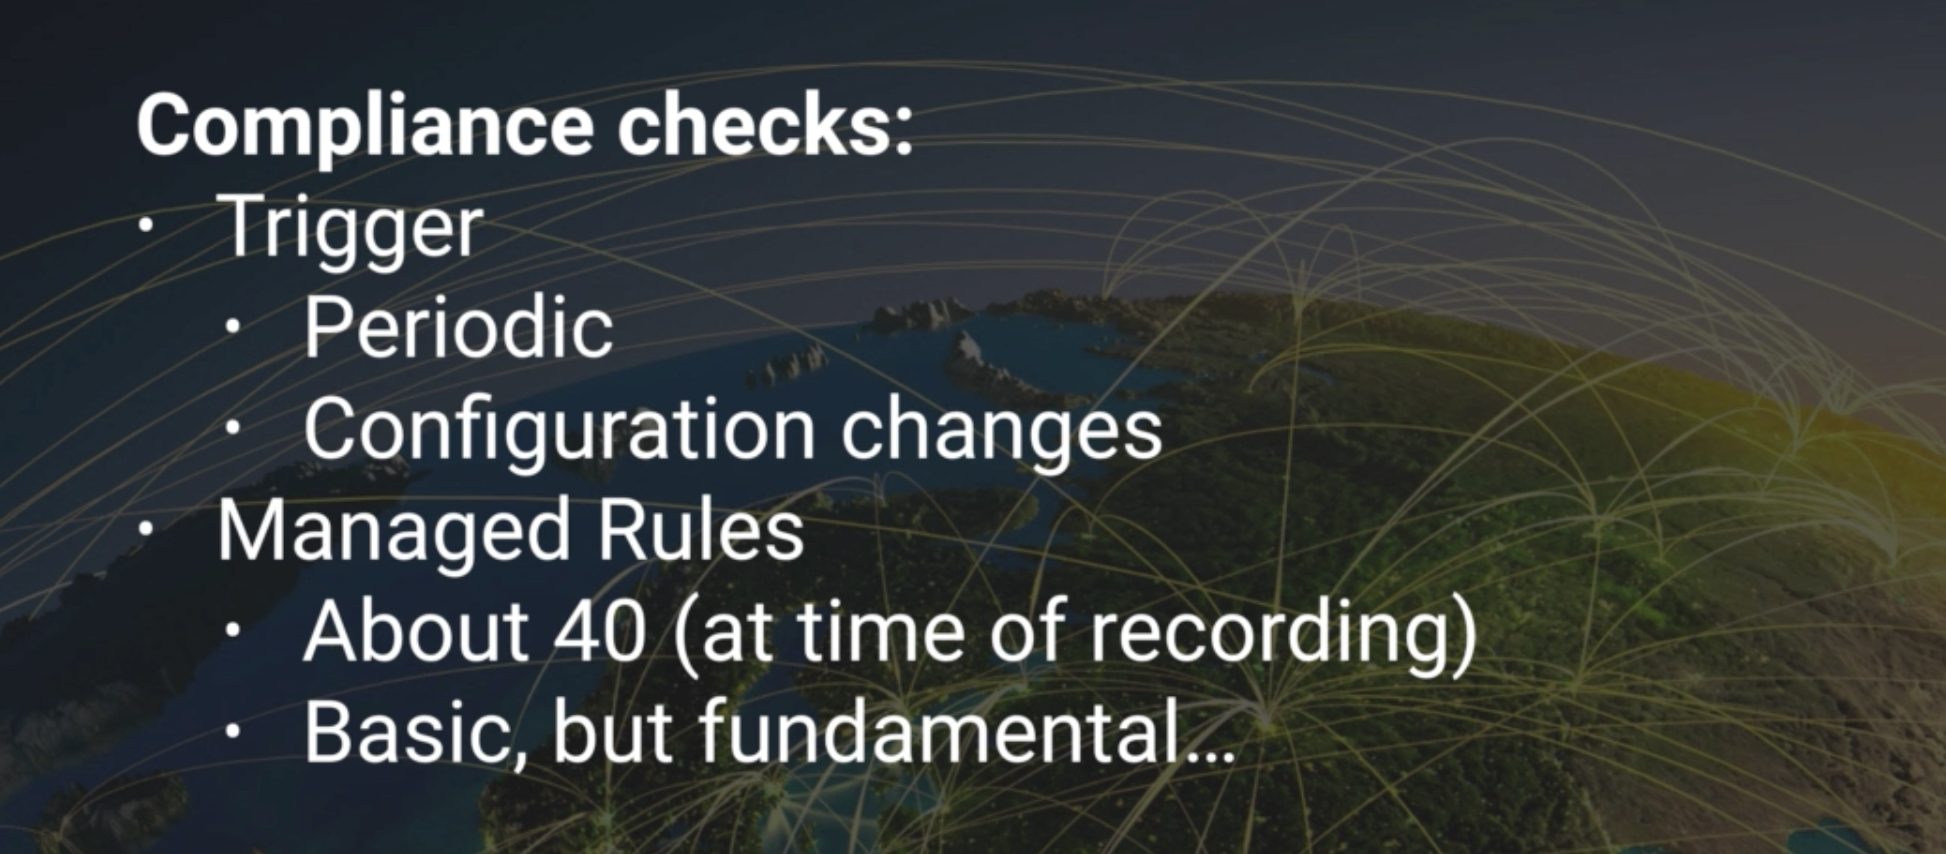 Compliance checks:
• Trigger
• Periodic
• Configuration changes
• Managed Rules
• About 40 (at time of recording)
• Basic, but fundamental...